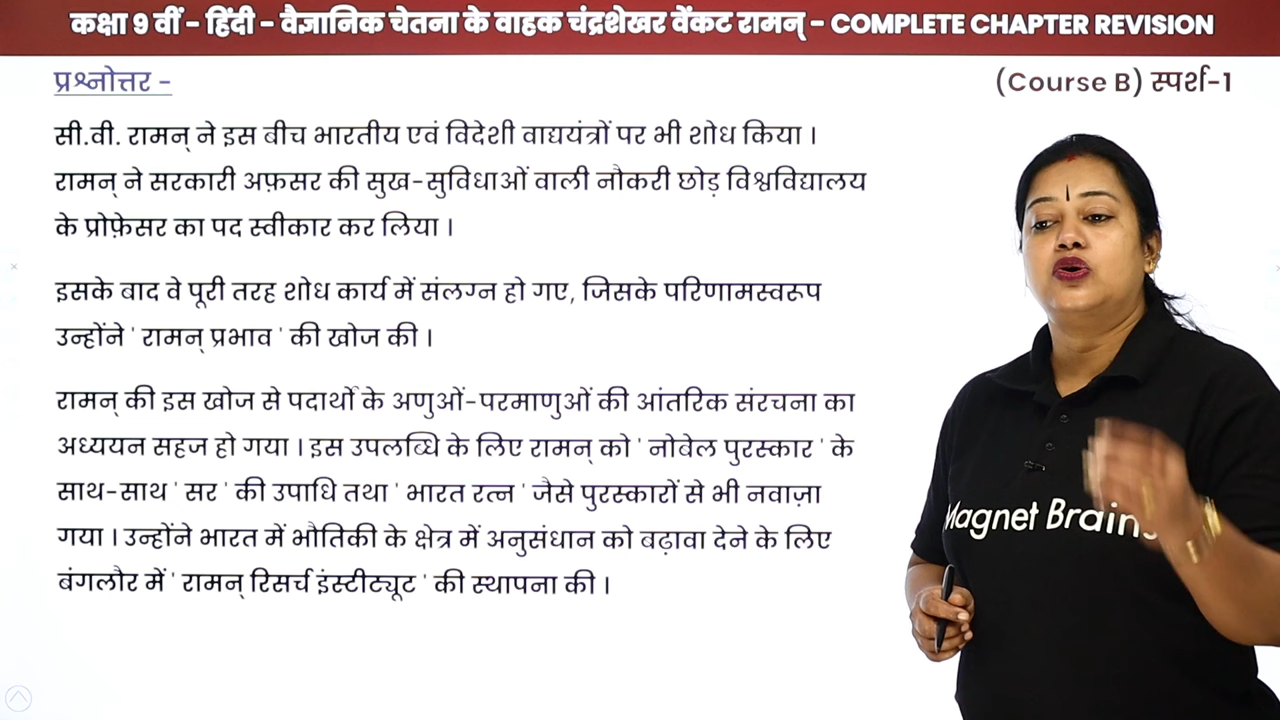 कक्षा 9 वीं - हिंदी - वैज्ञानिक चेतना के वाहक चंद्रशेखर वेंकट रामन् - COMPLETE CHAPTER REVISION
प्रश्नोत्तर -
(Course B) स्पर्श-1
सी.वी. रामन् ने इस बीच भारतीय एवं विदेशी वाद्ययंत्रों पर भी शोध किया ।
रामन् ने सरकारी अफ़सर की सुख-सुविधाओं वाली नौकरी छोड़ विश्वविद्यालय
के प्रोफ़ेसर का पद स्वीकार कर लिया ।
इसके बाद वे पूरी तरह शोध कार्य में संलग्न हो गए, जिसके परिणामस्वरूप
उन्होंने ' रामन् प्रभाव ' की खोज की ।
रामन् की इस खोज से पदार्थो के अणुओं-परमाणुओं की आंतरिक संरचना का
अध्ययन सहज हो गया । इस उपलब्धि के लिए रामन् को ' नोबेल पुरस्कार ' के
साथ-साथ ' सर ' की उपाधि तथा ' भारत रत्न ' जैसे पुरस्कारों से भी नवाज़ा
गया । उन्होंने भारत में भौतिकी के क्षेत्र में अनुसंधान को बढ़ावा देने के लिए
बंगलौर में ' रामन् रिसर्च इंस्टीट्यूट ' की स्थापना की ।
Magnet Brains